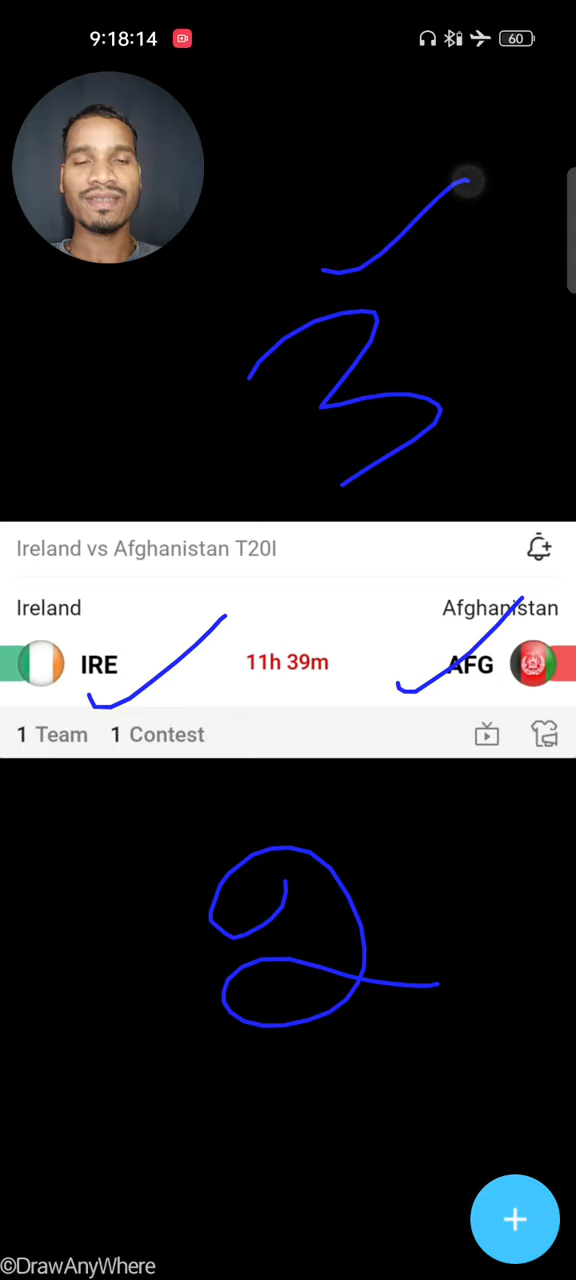 9:18:14 60
3
Ireland vs Afghanistan T20I
Ireland Afghanistan
IRE 11h 39m AFG
1 Team 1 Contest
2
©DrawAnyWhere